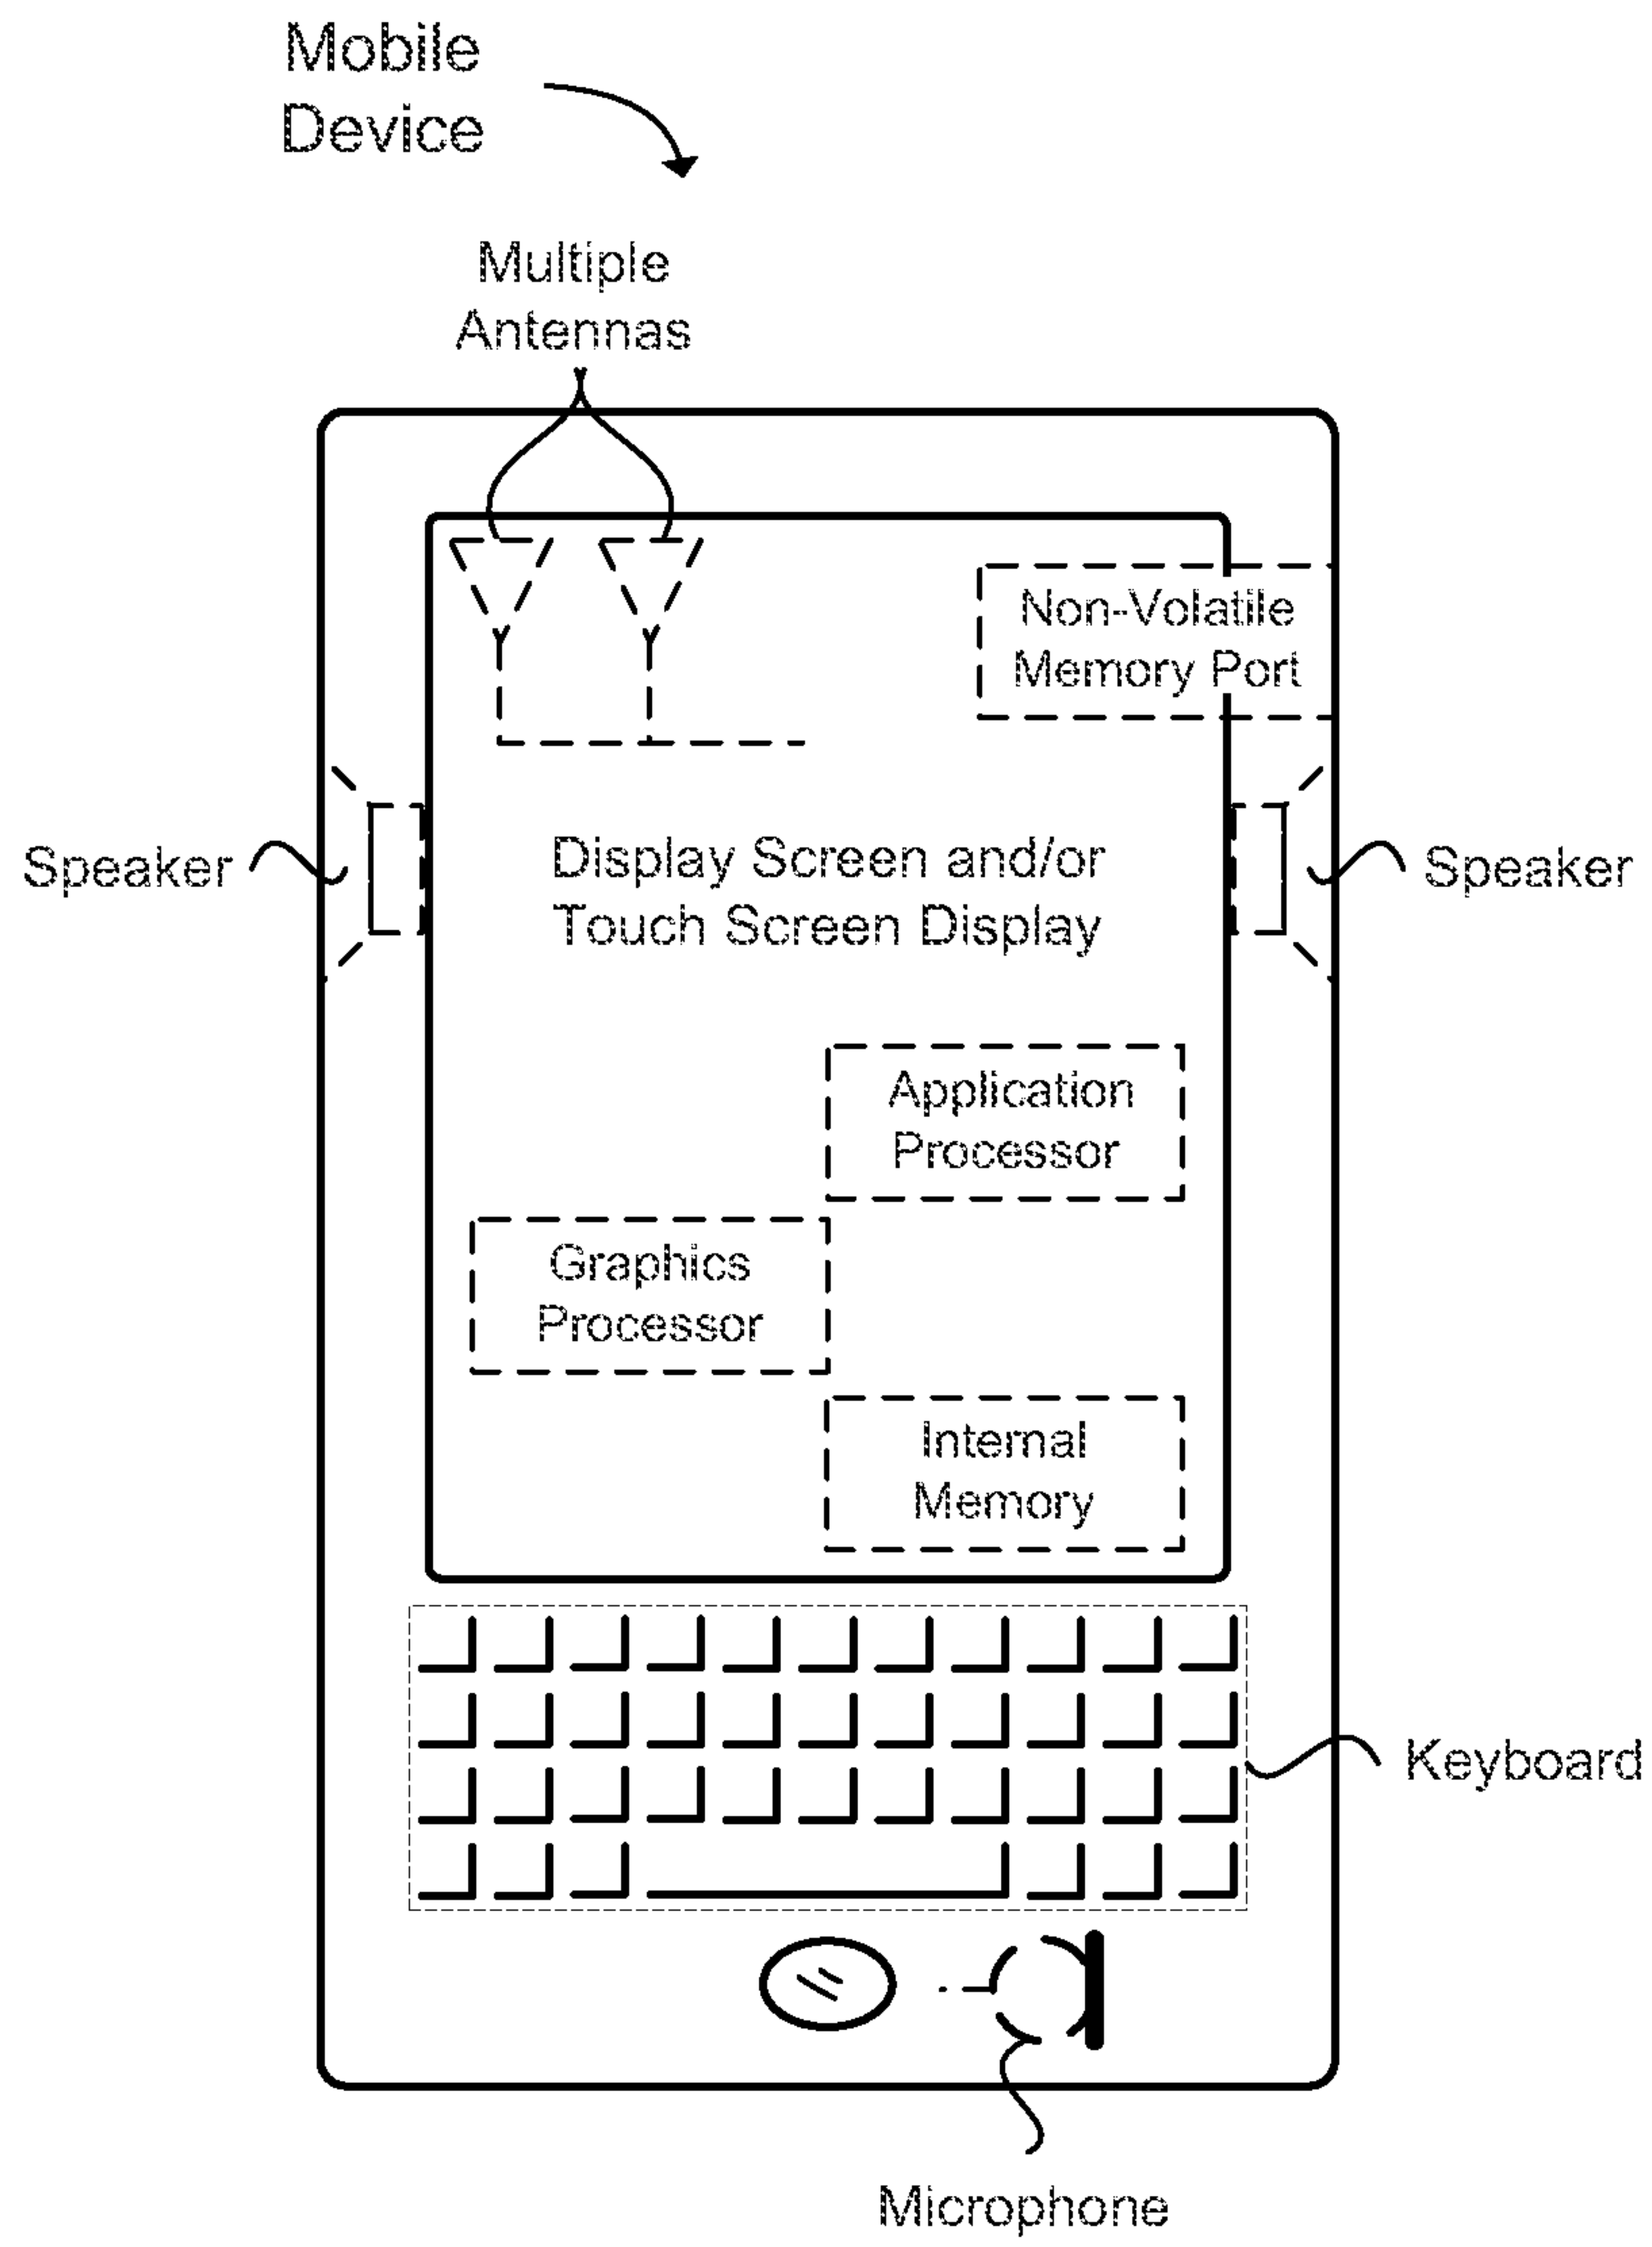 Mobile
Device
Multiple
Antennas
Non-Volatile
Memory Port
Speaker
Display Screen and/or
Touch Screen Display
Speaker
Application
Processor
Graphics
Processor
Internal
Memory
Keyboard
Microphone